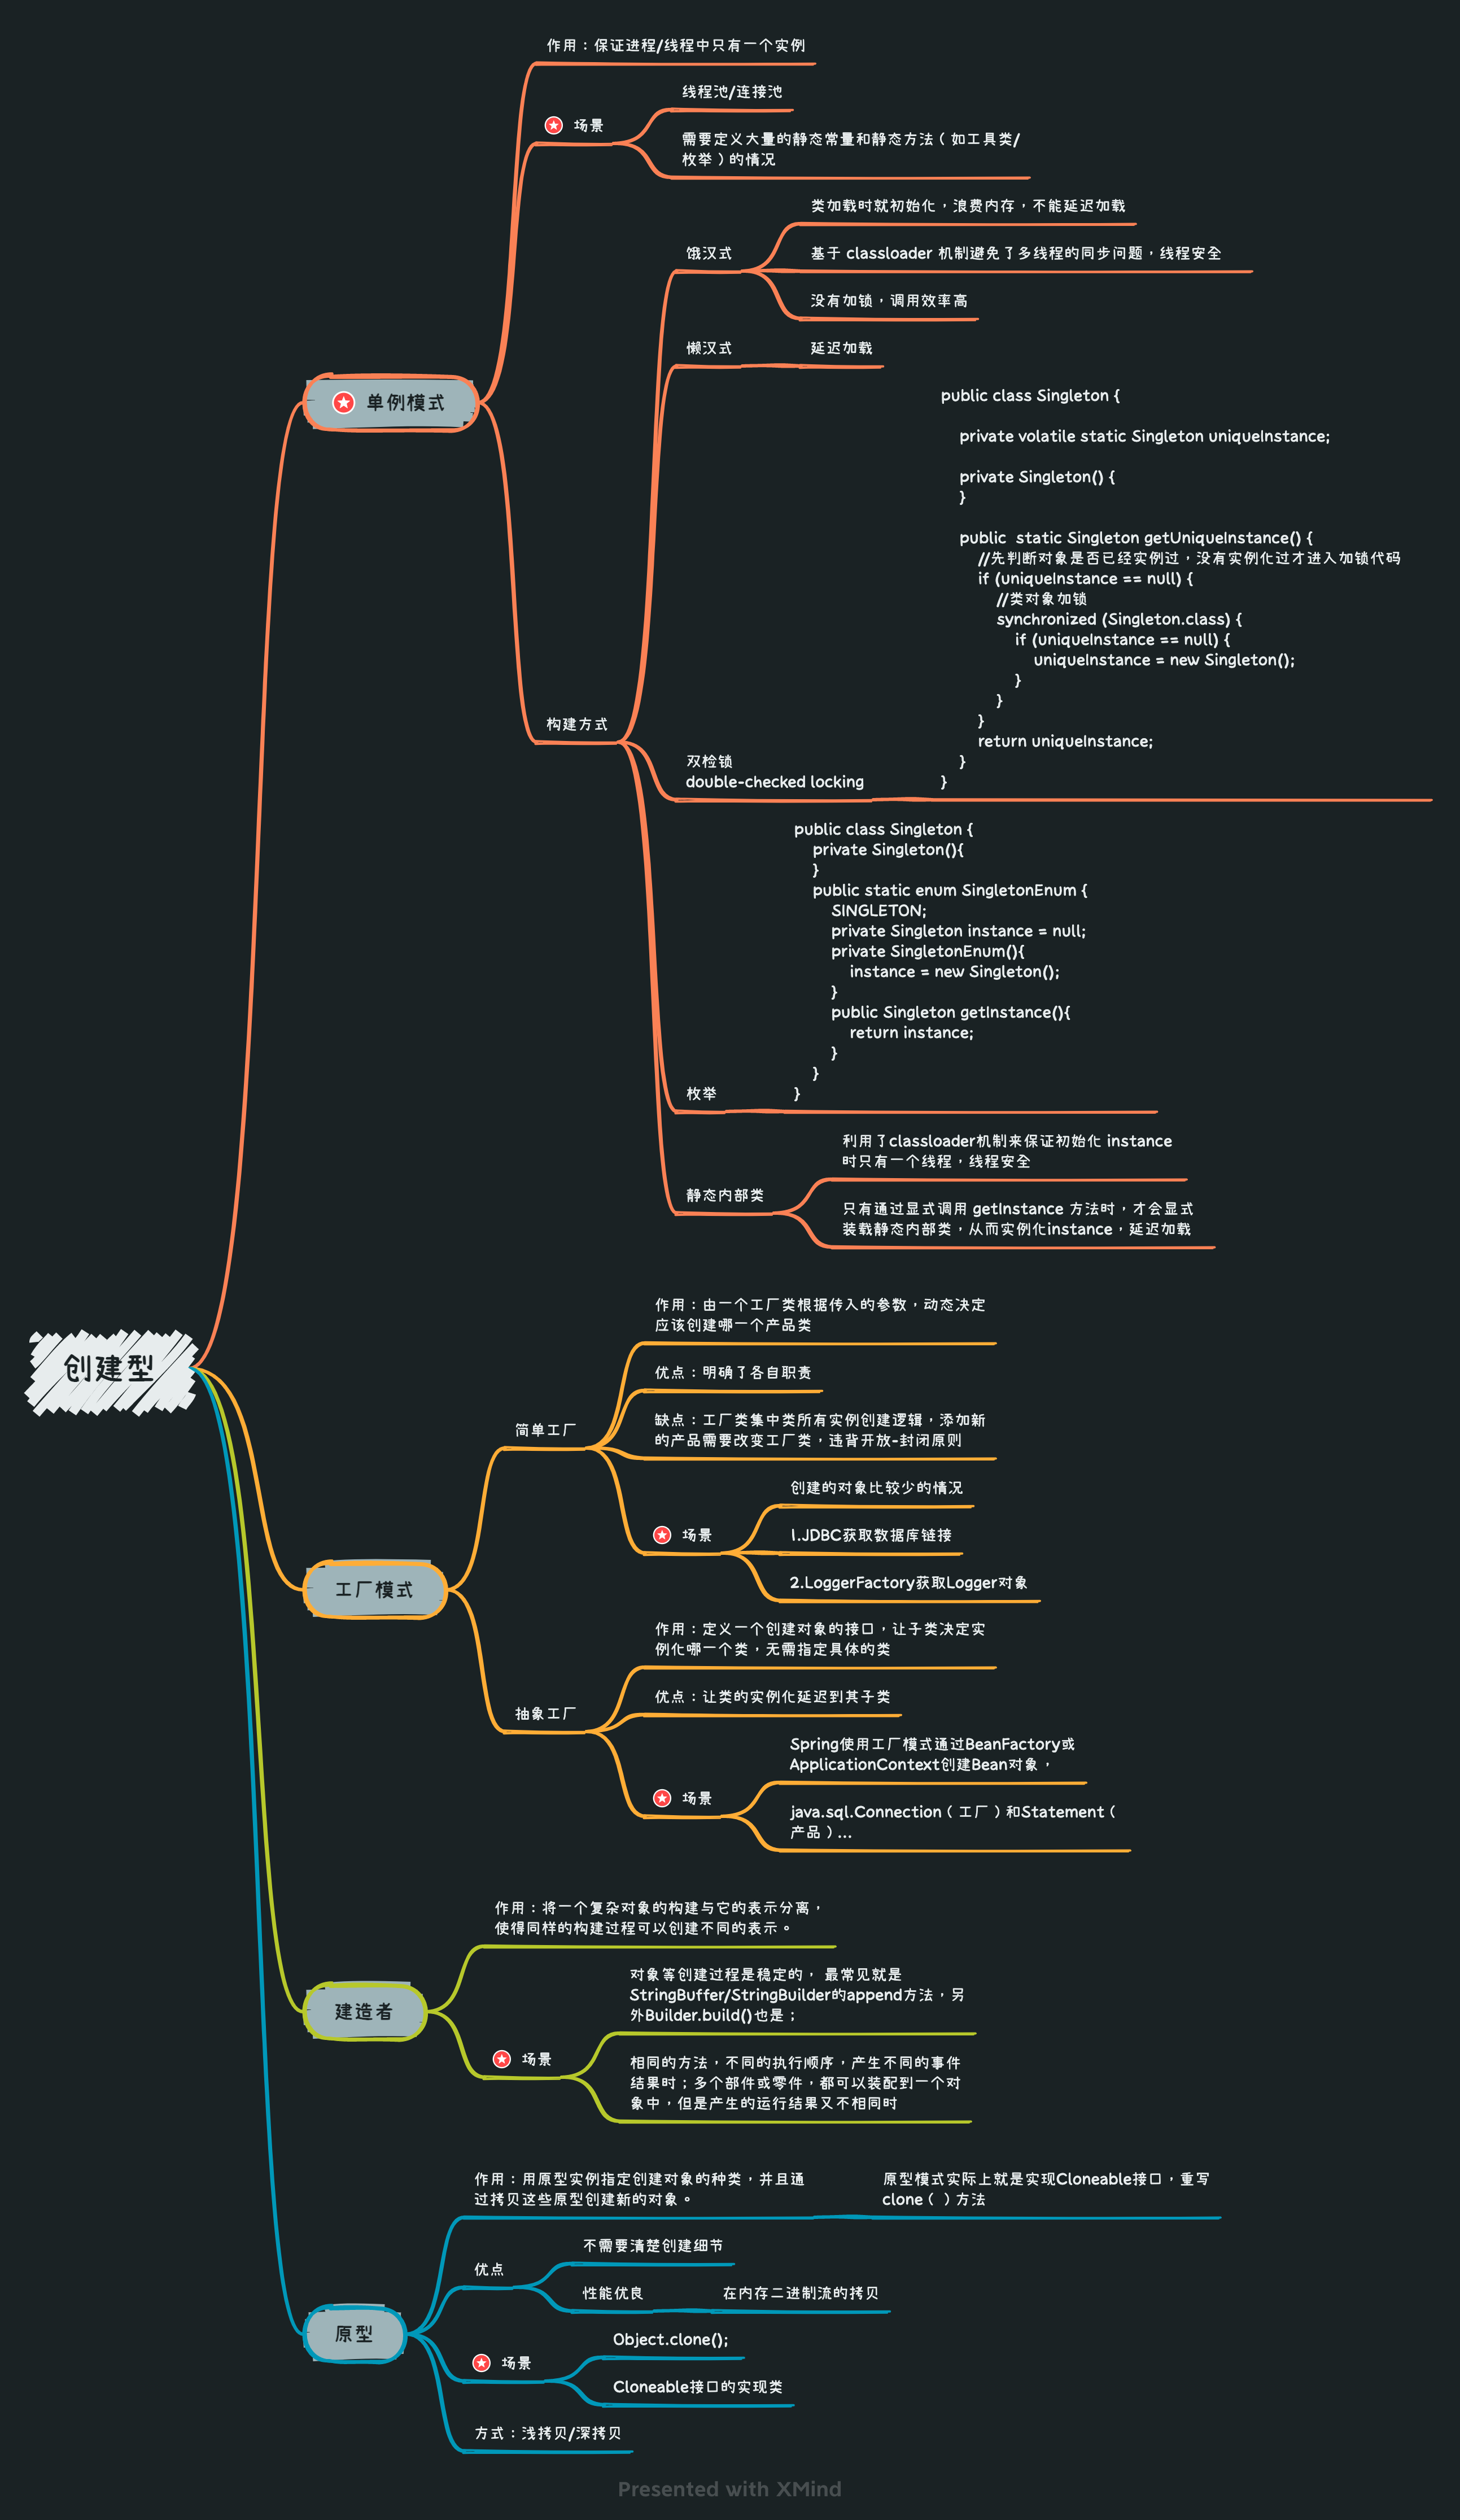 创建型
单例模式
作用：保证进程/线程中只有一个实例
场景
线程池/连接池
需要定义大量的静态常量和静态方法（如工具类/
枚举）的情况
构建方式
饿汉式
类加载时就初始化，浪费内存，不能延迟加载
基于 classloader 机制避免了多线程的同步问题，线程安全
没有加锁，调用效率高
懒汉式
延迟加载
双检锁
double-checked locking
public class Singleton {
private volatile static Singleton uniqueInstance;
private Singleton() {
}
public  static Singleton getUniqueInstance() {
//先判断对象是否已经实例过，没有实例化过才进入加锁代码
if (uniqueInstance == null) {
//类对象加锁
synchronized (Singleton.class) {
if (uniqueInstance == null) {
uniqueInstance = new Singleton();
}
}
}
return uniqueInstance;
}
}
枚举
public class Singleton {
private Singleton(){
}
public static enum SingletonEnum {
SINGLETON;
private Singleton instance = null;
private SingletonEnum(){
instance = new Singleton();
}
public Singleton getInstance(){
return instance;
}
}
}
静态内部类
利用了classloader机制来保证初始化 instance
时只有一个线程，线程安全
只有通过显式调用 getInstance 方法时，才会显式
装载静态内部类，从而实例化instance，延迟加载
工厂模式
简单工厂
作用：由一个工厂类根据传入的参数，动态决定
应该创建哪一个产品类
优点：明确了各自职责
缺点：工厂类集中类所有实例创建逻辑，添加新
的产品需要改变工厂类，违背开放-封闭原则
场景
创建的对象比较少的情况
1.JDBC获取数据库链接
2.LoggerFactory获取Logger对象
抽象工厂
作用：定义一个创建对象的接口，让子类决定实
例化哪一个类，无需指定具体的类
优点：让类的实例化延迟到其子类
场景
Spring使用工厂模式通过BeanFactory或
ApplicationContext创建Bean对象，
java.sql.Connection（工厂）和Statement（
产品）...
建造者
作用：将一个复杂对象的构建与它的表示分离，
使得同样的构建过程可以创建不同的表示。
场景
对象等创建过程是稳定的， 最常见就是
StringBuffer/StringBuilder的append方法，另
外Builder.build()也是；
相同的方法，不同的执行顺序，产生不同的事件
结果时；多个部件或零件，都可以装配到一个对
象中，但是产生的运行结果又不相同时
原型
作用：用原型实例指定创建对象的种类，并且通
过拷贝这些原型创建新的对象。
原型模式实际上就是实现Cloneable接口，重写
clone（ ）方法
优点
不需要清楚创建细节
性能优良
在内存二进制流的拷贝
场景
Object.clone();
Cloneable接口的实现类
方式：浅拷贝/深拷贝
Presented with XMind